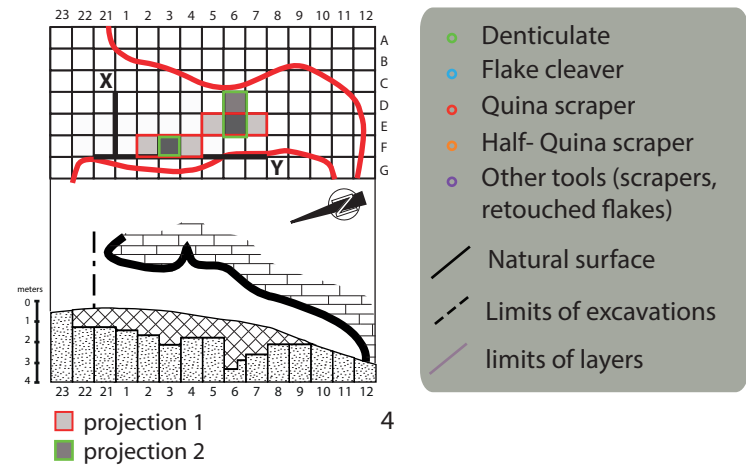 23 22 21 1 2 3 4 5 6 7 8 9 10 11 12
A
B
C
D
E
F
G
X
Y
N
meters
0
1
2
3
4
23 22 21 1 2 3 4 5 6 7 8 9 10 11 12
projection 1
projection 2
4
Denticulate
Flake cleaver
Quina scraper
Half- Quina scraper
Other tools (scrapers,
retouched flakes)
Natural surface
Limits of excavations
limits of layers